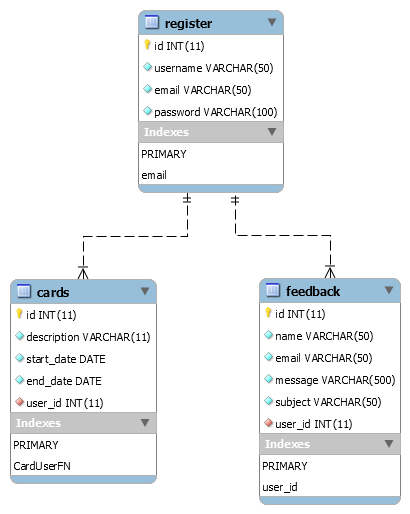 register
id INT(11)
username VARCHAR(50)
email VARCHAR(50)
password VARCHAR(100)
Indexes
PRIMARY
email
cards
id INT(11)
description VARCHAR(11)
start_date DATE
end_date DATE
user_id INT(11)
Indexes
PRIMARY
CardUserFN
feedback
id INT(11)
name VARCHAR(50)
email VARCHAR(50)
message VARCHAR(500)
subject VARCHAR(50)
user_id INT(11)
Indexes
PRIMARY
user_id